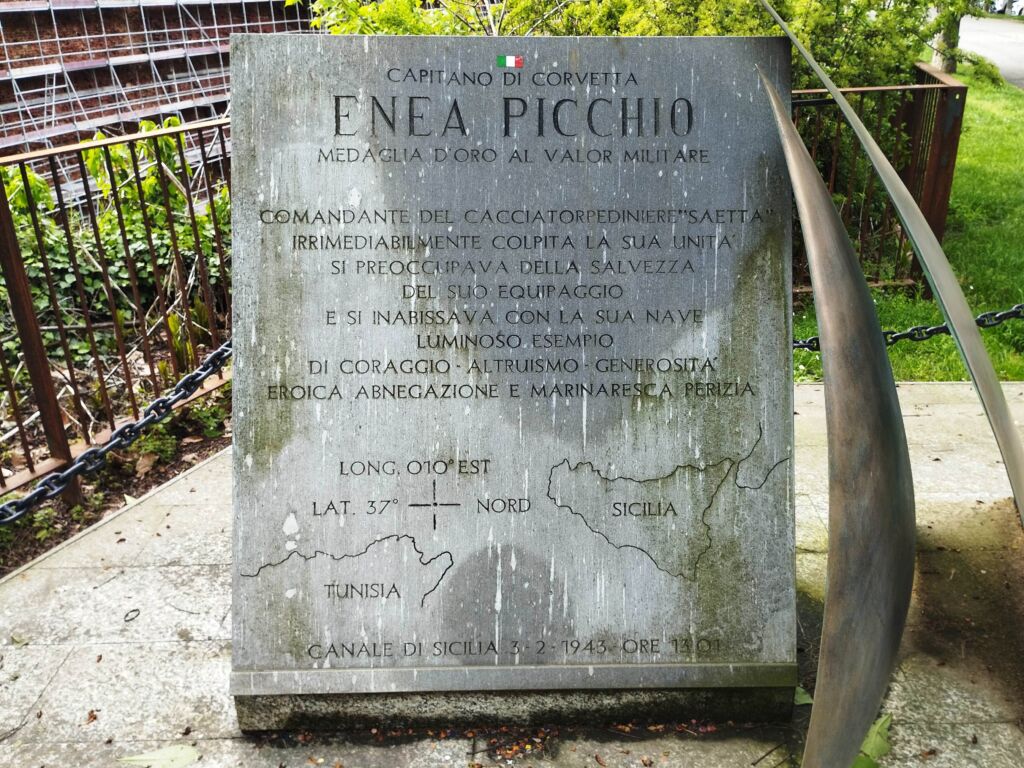 CAPITANO DI CORVETTA
ENEA PICCHIO
MEDAGLIA D'ORO AL VALOR MILITARE
COMANDANTE DEL CACCIATORPEDINIERE "SAETTA"
IRRIMEDIABILMENTE COLPITA LA SUA UNITA'
SI PREOCCUPAVA DELLA SALVEZZA
DEL SUO EQUIPAGGIO
E SI INABISSAVA CON LA SUA NAVE
LUMINOSO ESEMPIO
DI CORAGGIO - ALTRUISMO - GENEROSITA'
EROICA ABNEGAZIONE E MARINARESCA PERIZIA
LONG. 010° EST
LAT. 37° NORD
SICILIA
TUNISIA
CANALE DI SICILIA 3-2-1943-ORE 13.01